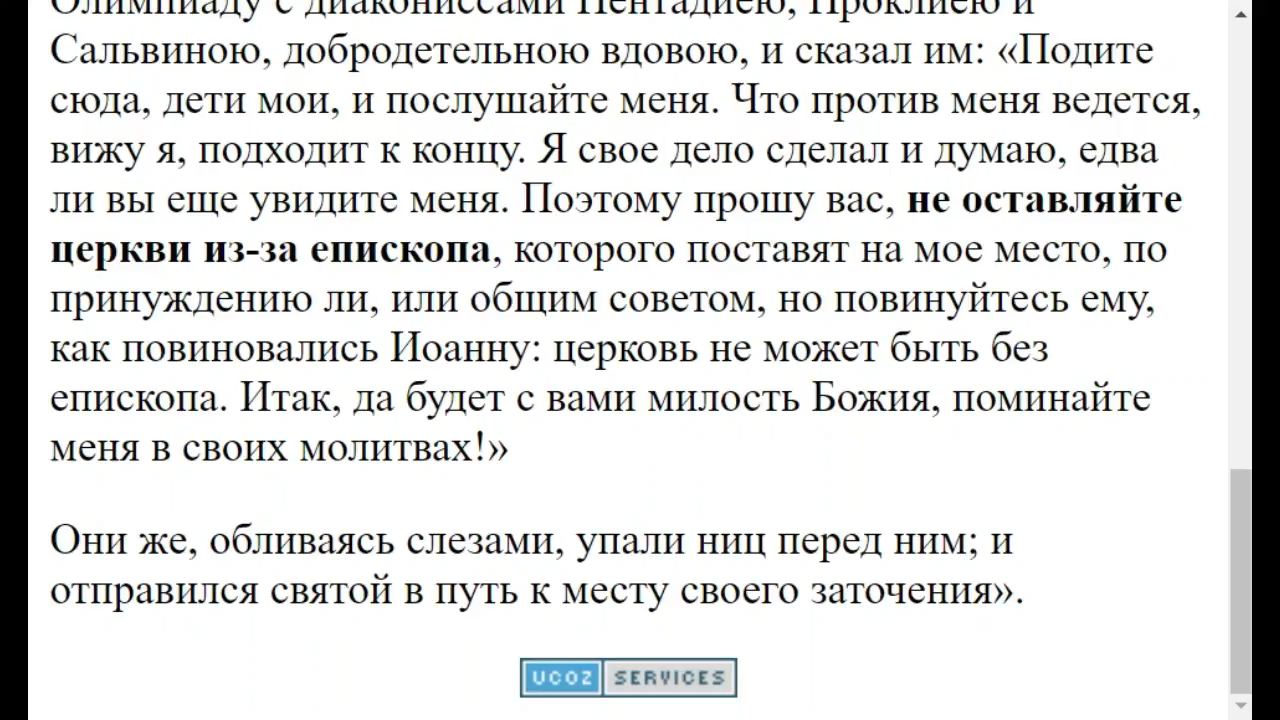 Олимпиаду с диакониссами Пентадиею, Проклиею и
Сальвиною, добродетельною вдовою, и сказал им: «Подите
сюда, дети мои, и послушайте меня. Что против меня ведется,
вижу я, подходит к концу. Я свое дело сделал и думаю, едва
ли вы еще увидите меня. Поэтому прошу вас, не оставляйте
церкви из-за епископа, которого поставят на мое место, по
принуждению ли, или общим советом, но повинуйтесь ему,
как повиновались Иоанну: церковь не может быть без
епископа. Итак, да будет с вами милость Божия, поминайте
меня в своих молитвах!»
Они же, обливаясь слезами, упали ниц перед ним; и
отправился святой в путь к месту своего заточения».
UCOZ SERVICES